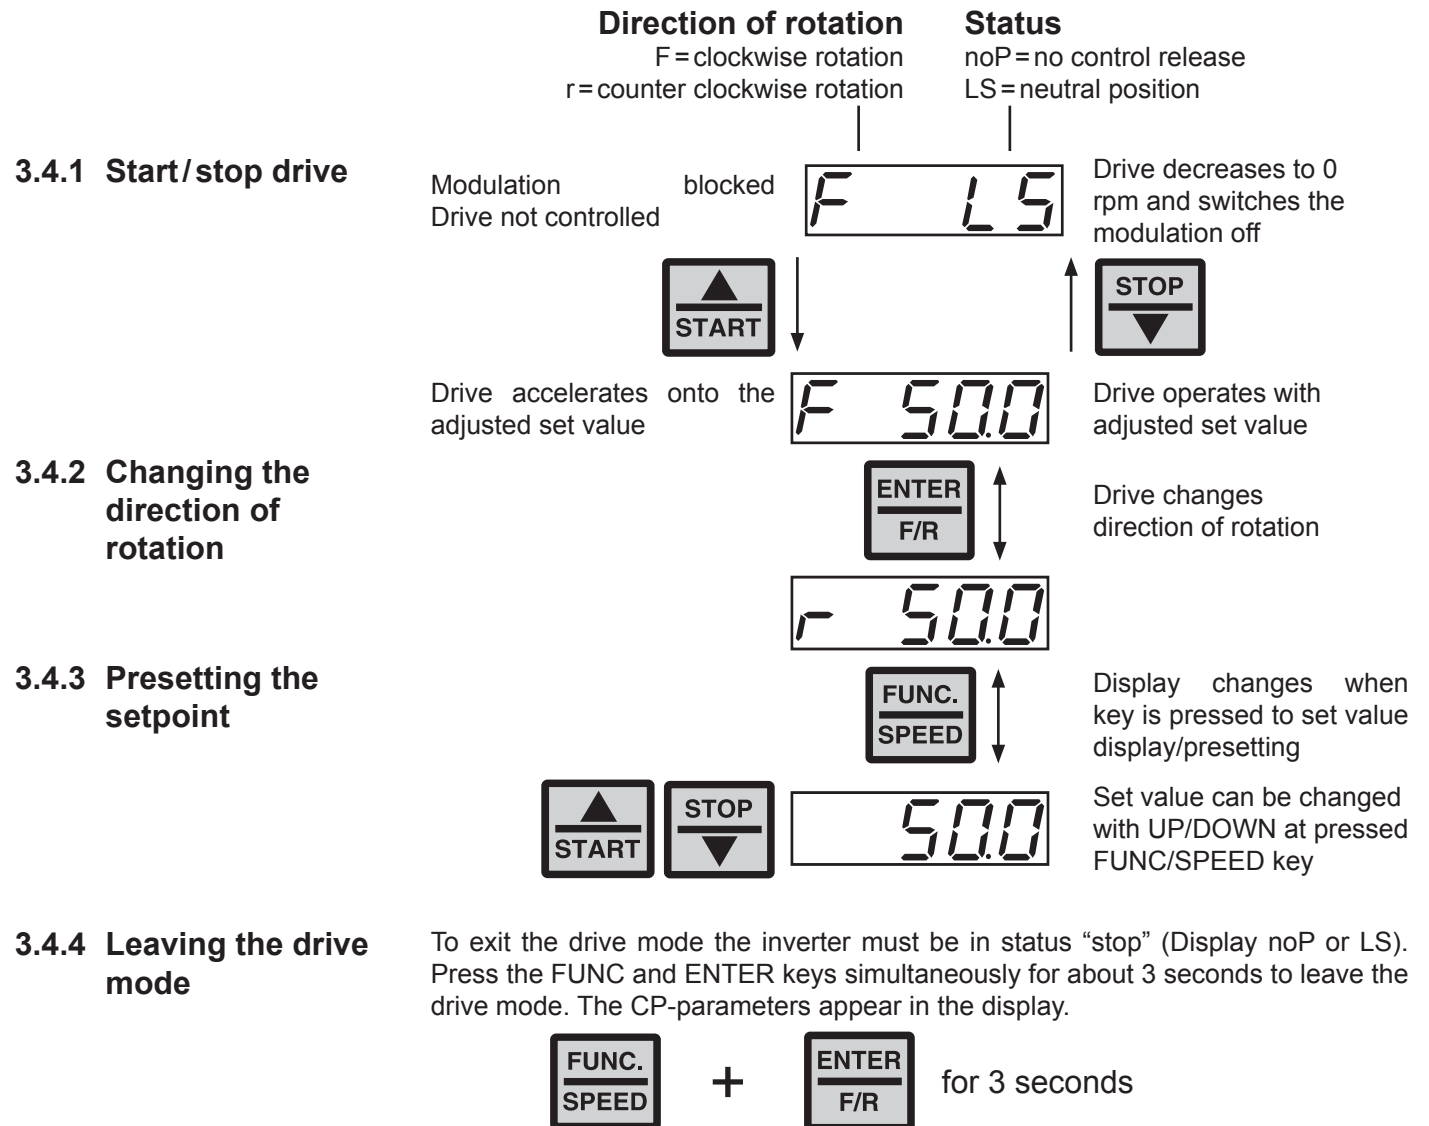 Direction of rotation
F = clockwise rotation
r = counter clockwise rotation
Status
noP = no control release
LS = neutral position
3.4.1 Start / stop drive
Modulation blocked
Drive not controlled
F LS
Drive decreases to 0
rpm and switches the
modulation off
START
STOP
Drive accelerates onto the
adjusted set value
F 50.0
Drive operates with
adjusted set value
3.4.2 Changing the
direction of
rotation
ENTER
F/R
Drive changes
direction of rotation
r 50.0
3.4.3 Presetting the
setpoint
FUNC.
SPEED
Display changes when
key is pressed to set value
display/presetting
START
STOP
50.0
Set value can be changed
with UP/DOWN at pressed
FUNC/SPEED key
3.4.4 Leaving the drive
mode
To exit the drive mode the inverter must be in status “stop” (Display noP or LS).
Press the FUNC and ENTER keys simultaneously for about 3 seconds to leave the
drive mode. The CP-parameters appear in the display.
FUNC.
SPEED
+
ENTER
F/R
for 3 seconds